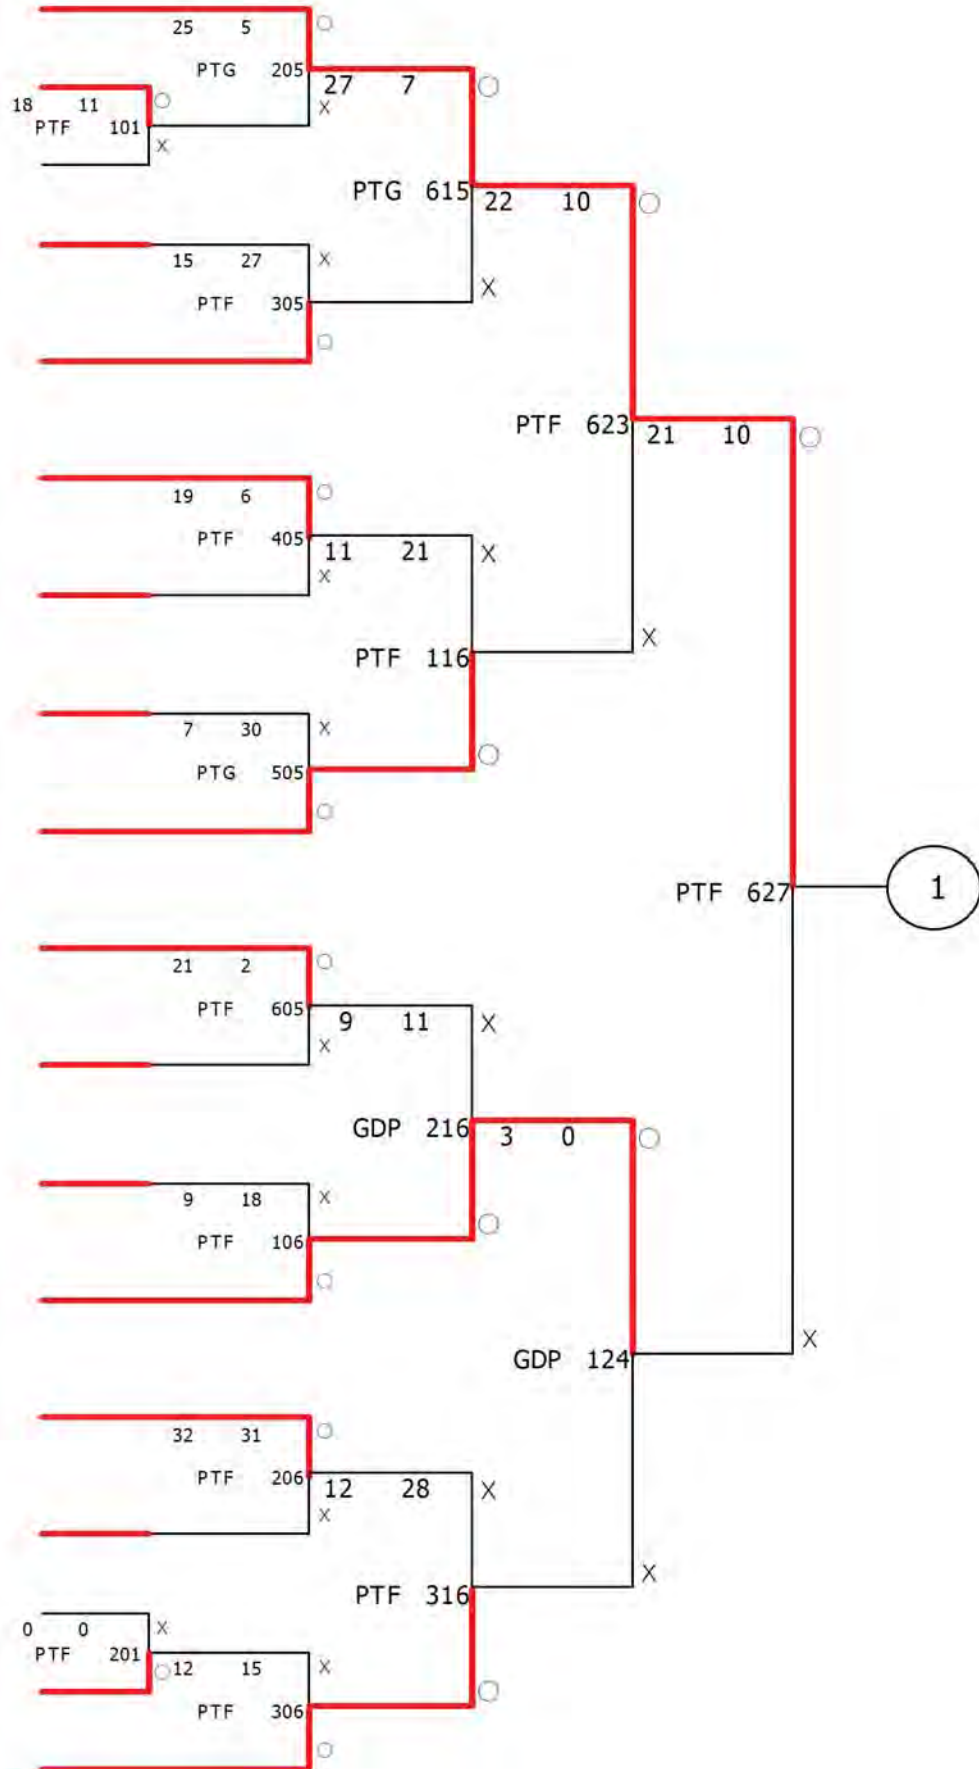 25 5 ○
PTG 205 27 7 ○
18 11 ○ X
PTF 101 X
PTG 615 22 10 ○
15 27 X X
PTF 305
○
PTF 623 21 10 ○
19 6 ○
PTF 405 11 21 X
X
PTF 116 X
7 30 X ○
PTG 505
○
PTF 627 1
21 2 ○
PTF 605 9 11 X
X
GDP 216 3 0 ○
9 18 X ○
PTF 106
○
GDP 124 X
32 31 ○
PTF 206 12 28 X
X
PTF 316 X
0 0 X
PTF 201 ○ 12 15 X ○
PTF 306
○